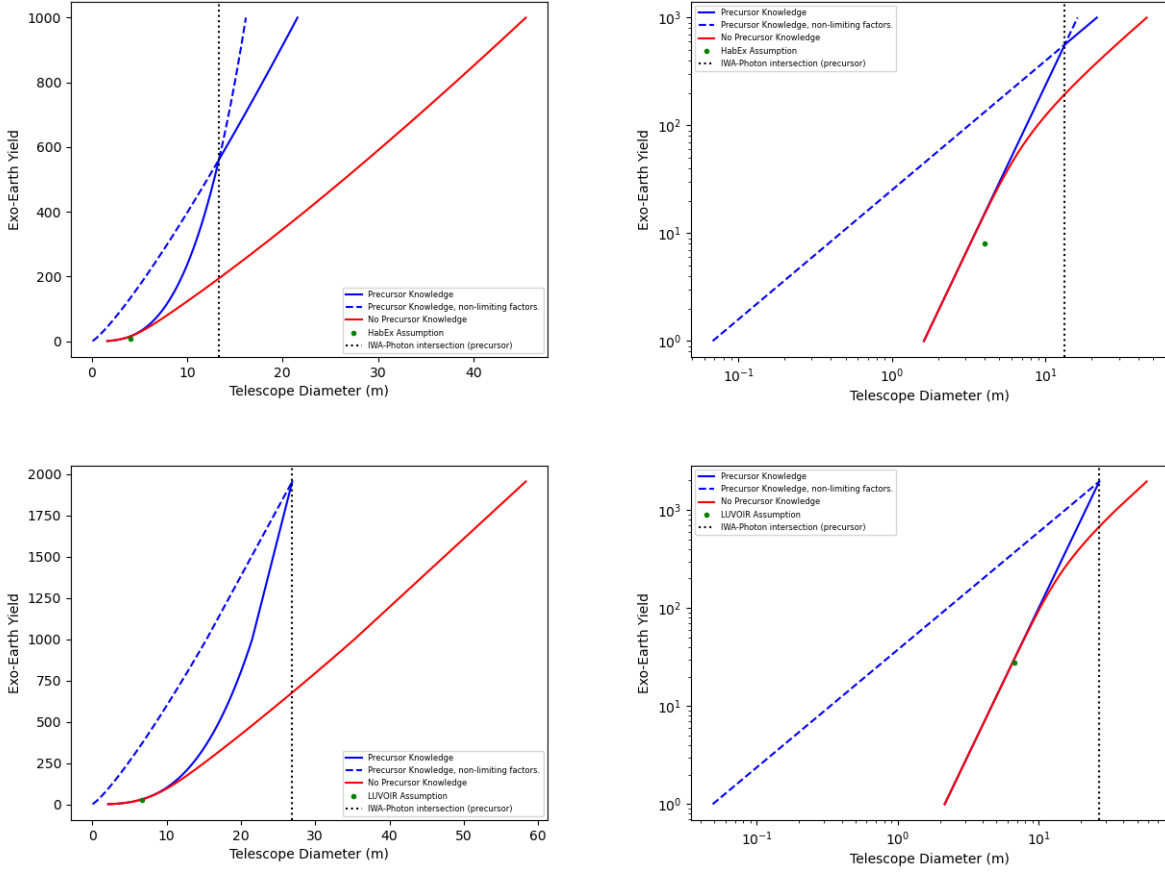 1000
800
600
400
200
0
Exo-Earth Yield
Precursor Knowledge
Precursor Knowledge, non-limiting factors.
No Precursor Knowledge
HabEx Assumption
IWA-Photon intersection (precursor)
0 10 20 30 40
Telescope Diameter (m)
10³
10²
10¹
10⁰
Exo-Earth Yield
Precursor Knowledge
Precursor Knowledge, non-limiting factors.
No Precursor Knowledge
HabEx Assumption
IWA-Photon intersection (precursor)
10⁻¹ 10⁰ 10¹
Telescope Diameter (m)
2000
1750
1500
1250
1000
750
500
250
0
Exo-Earth Yield
Precursor Knowledge
Precursor Knowledge, non-limiting factors.
No Precursor Knowledge
LUVOIR Assumption
IWA-Photon intersection (precursor)
0 10 20 30 40 50 60
Telescope Diameter (m)
10³
10²
10¹
10⁰
Exo-Earth Yield
Precursor Knowledge
Precursor Knowledge, non-limiting factors.
No Precursor Knowledge
LUVOIR Assumption
IWA-Photon intersection (precursor)
10⁻¹ 10⁰ 10¹
Telescope Diameter (m)